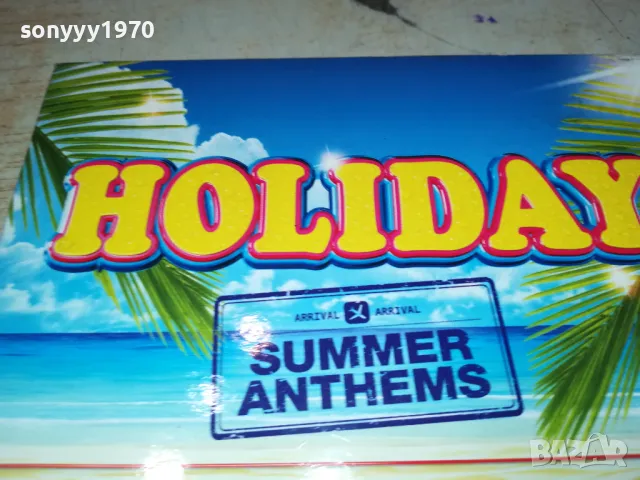 sonyyy1970
HOLIDAY
ARRIVAL ARRIVAL
SUMMER
ANTHEMS
BAZAR